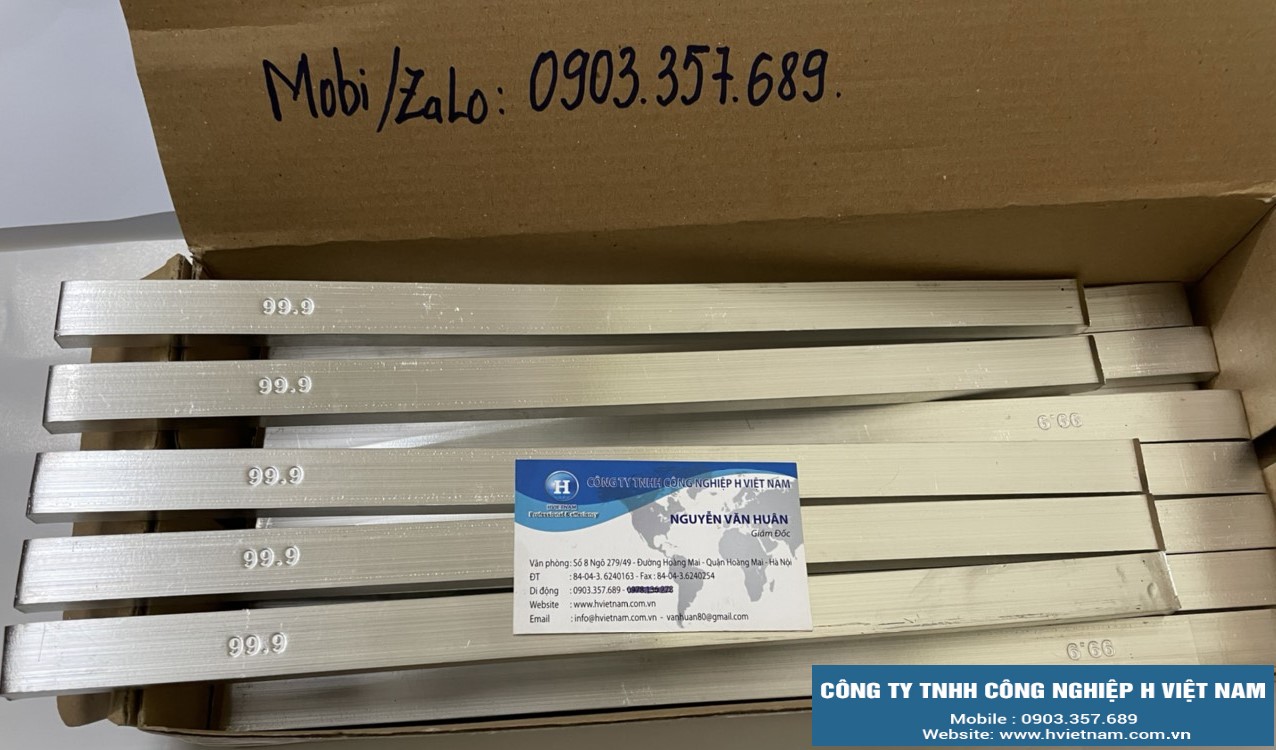 Mobi/Zalo: 0903.357.689.
99.9
99.9
99.9
99.9
99.9
99.9
99.9
H
CÔNG TY TNHH CÔNG NGHIỆP H VIỆT NAM
NGUYỄN VĂN HUÂN
Giám Đốc
Văn phòng : Số 8 Ngõ 279/49 - Đường Hoàng Mai - Quận Hoàng Mai - Hà Nội
ĐT : 84-04-3. 6240163 - Fax : 84-04-3.6240254
Di động : 0903.357.689 -
Website : www.hvietnam.com.vn
Email : info@hvietnam.com.vn - vanhuan80@gmail.com
CÔNG TY TNHH CÔNG NGHIỆP H VIỆT NAM
Mobile : 0903.357.689
Website: www.hvietnam.com.vn